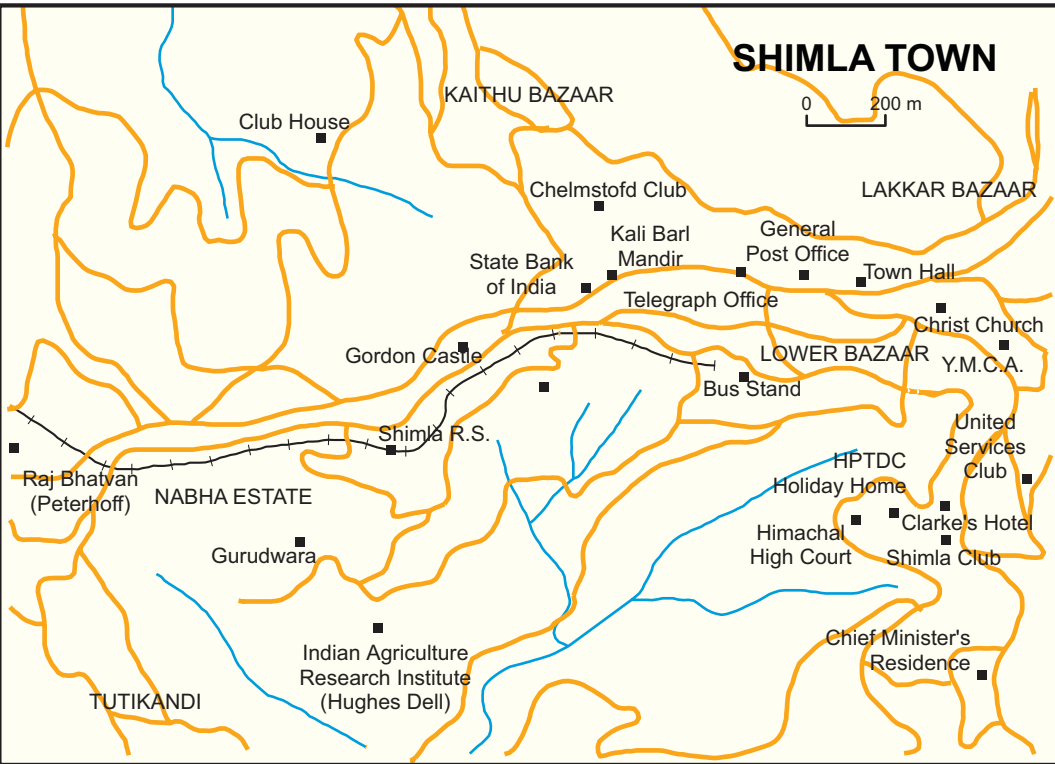 SHIMLA TOWN
0 200 m
KAITHU BAZAAR
Club House
Chelmstofd Club
LAKKAR BAZAAR
Kali Barl
Mandir
General
Post Office
State Bank
of India
Town Hall
Telegraph Office
Christ Church
Gordon Castle
LOWER BAZAAR
Y.M.C.A.
Bus Stand
Shimla R.S.
United
Services
Club
Raj Bhatvan
(Peterhoff)
NABHA ESTATE
HPTDC
Holiday Home
Clarke's Hotel
Himachal
High Court
Shimla Club
Gurudwara
Indian Agriculture
Research Institute
(Hughes Dell)
Chief Minister's
Residence
TUTIKANDI